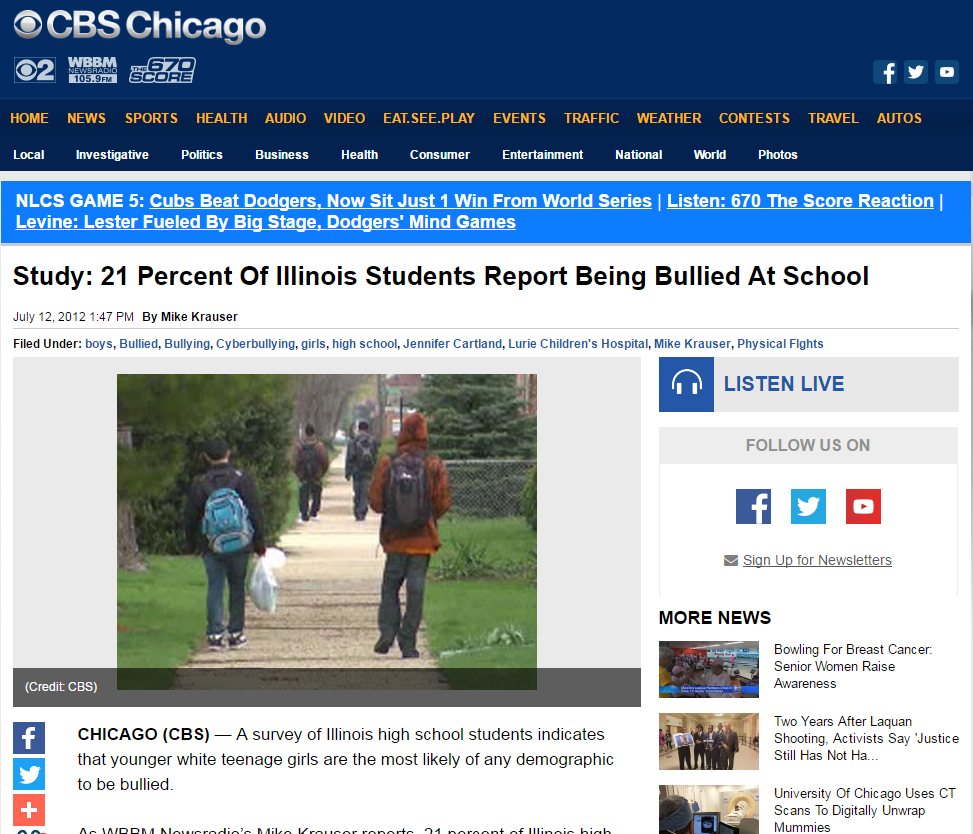 CBS Chicago
2 WBBM NEWSRADIO 105.9FM THE 670 SCORE
HOME NEWS SPORTS HEALTH AUDIO VIDEO EAT.SEE.PLAY EVENTS TRAFFIC WEATHER CONTESTS TRAVEL AUTOS
Local Investigative Politics Business Health Consumer Entertainment National World Photos
NLCS GAME 5: Cubs Beat Dodgers, Now Sit Just 1 Win From World Series | Listen: 670 The Score Reaction |
Levine: Lester Fueled By Big Stage, Dodgers' Mind Games
Study: 21 Percent Of Illinois Students Report Being Bullied At School
July 12, 2012 1:47 PM By Mike Krauser
Filed Under: boys, Bullied, Bullying, Cyberbullying, girls, high school, Jennifer Cartland, Lurie Children's Hospital, Mike Krauser, Physical FIghts
(Credit: CBS)
CHICAGO (CBS) — A survey of Illinois high school students indicates
that younger white teenage girls are the most likely of any demographic
to be bullied.
As WBBM Newsradio's Mike Krauser reports, 21 percent of Illinois high
LISTEN LIVE
FOLLOW US ON
Sign Up for Newsletters
MORE NEWS
Bowling For Breast Cancer:
Senior Women Raise
Awareness
Two Years After Laquan
Shooting, Activists Say 'Justice
Still Has Not Ha...
University Of Chicago Uses CT
Scans To Digitally Unwrap
Mummies